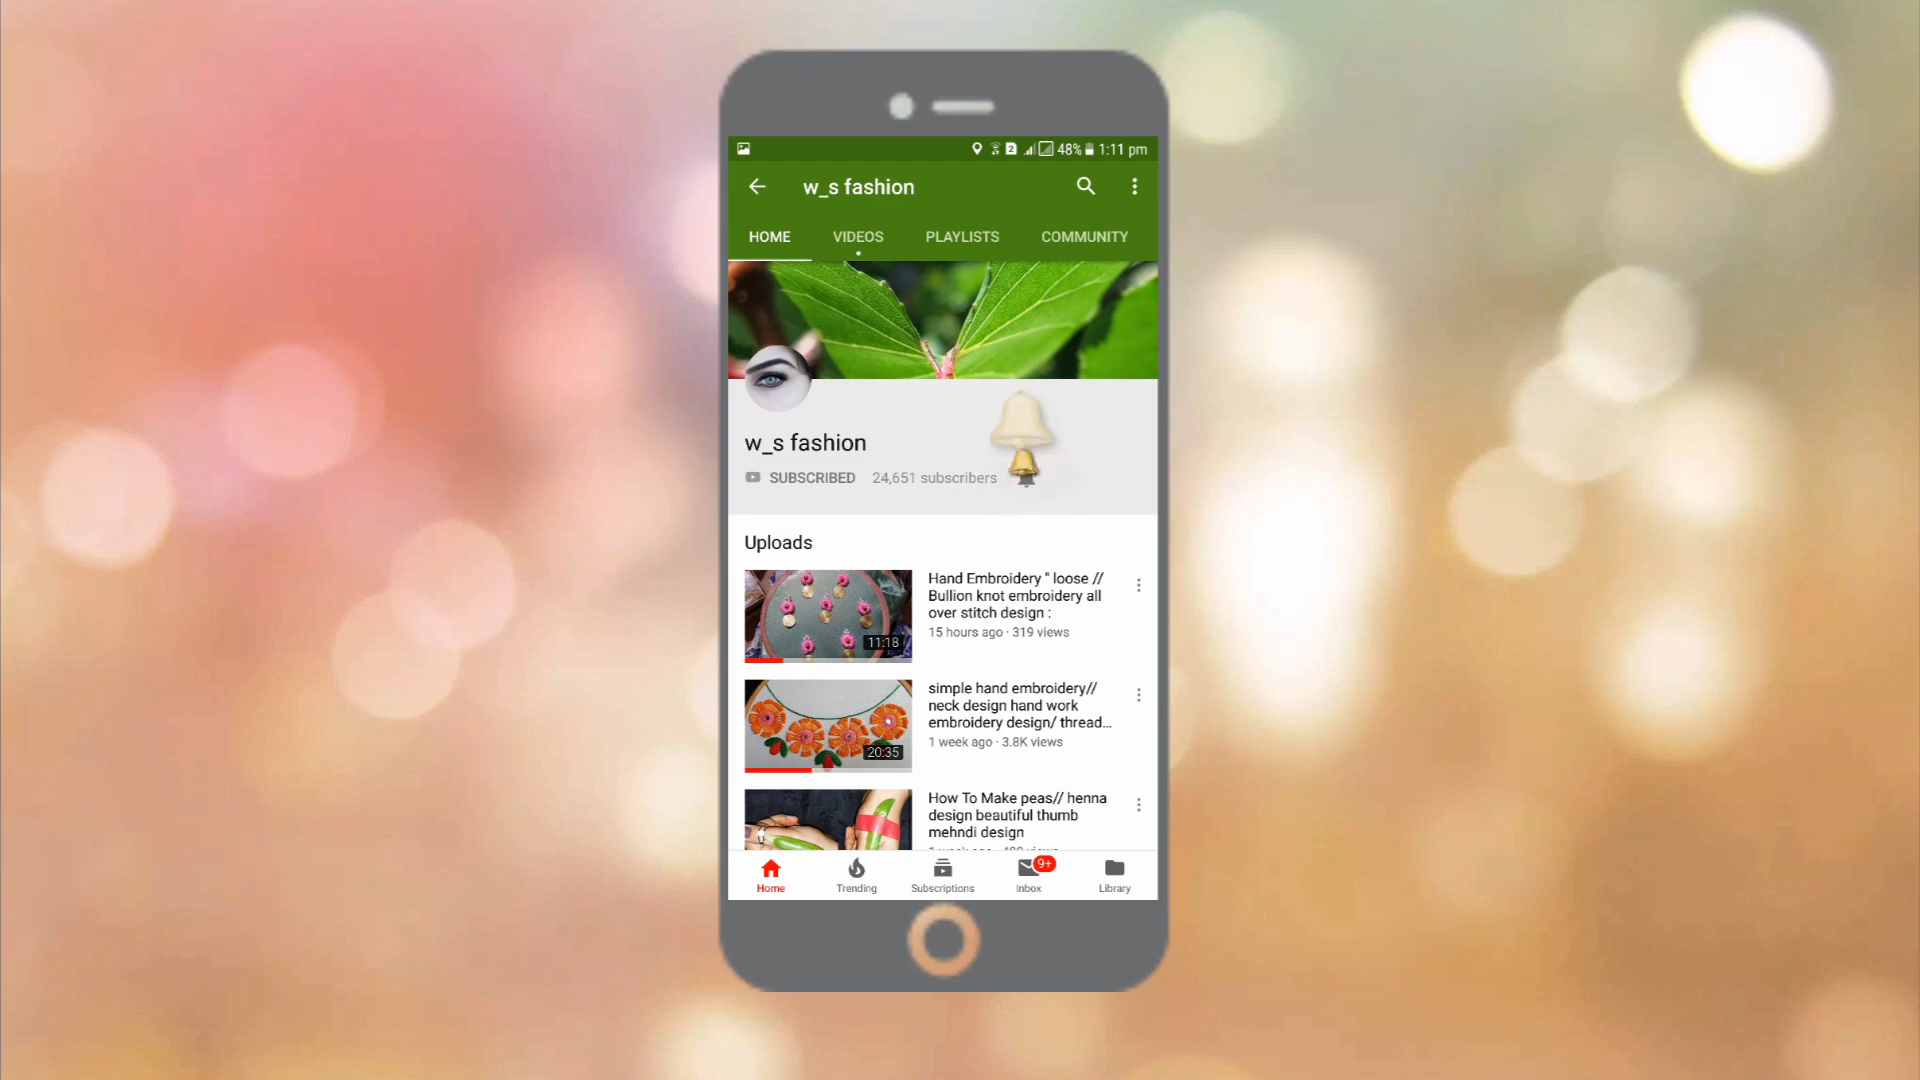 2 48% 1:11 pm
w_s fashion
HOME VIDEOS PLAYLISTS COMMUNITY
w_s fashion
SUBSCRIBED 24,651 subscribers
Uploads
Hand Embroidery " loose //
Bullion knot embroidery all
over stitch design :
15 hours ago · 319 views
11:18
simple hand embroidery//
neck design hand work
embroidery design/ thread...
1 week ago · 3.8K views
20:35
How To Make peas// henna
design beautiful thumb
mehndi design
9+
Home Trending Subscriptions Inbox Library